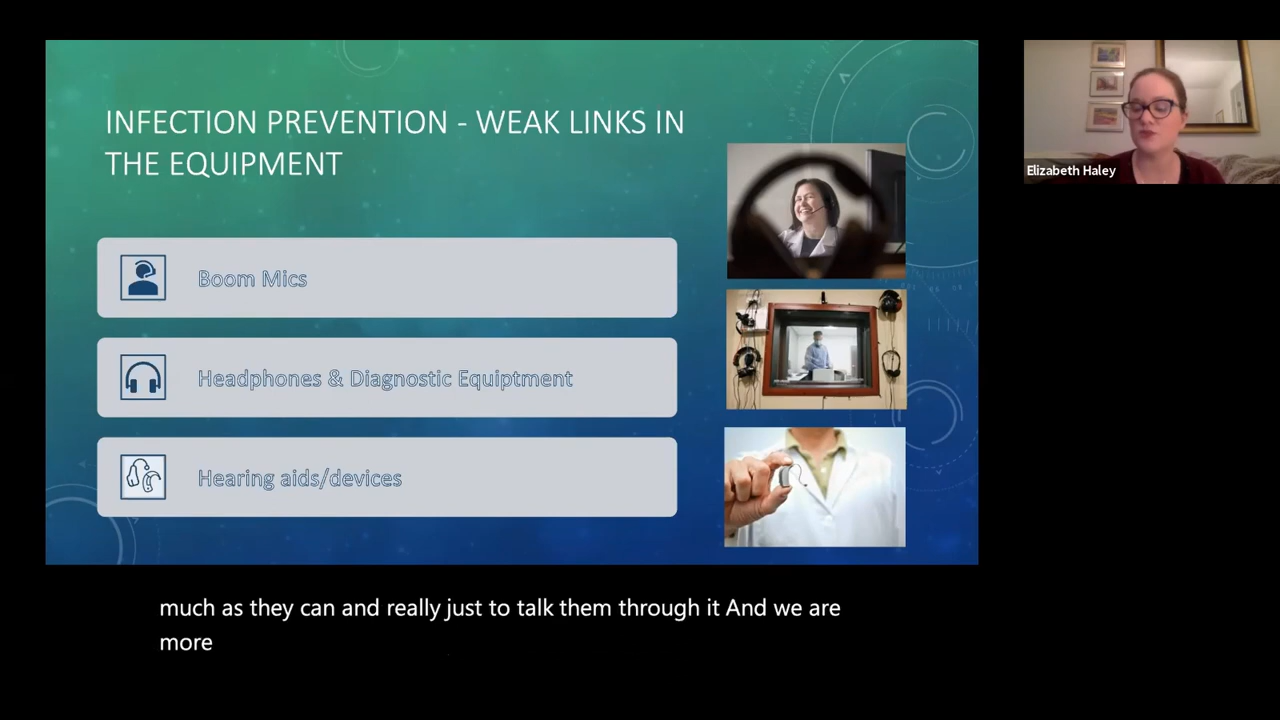 INFECTION PREVENTION - WEAK LINKS IN
THE EQUIPMENT
Boom Mics
Headphones & Diagnostic Equiptment
Hearing aids/devices
Elizabeth Haley
much as they can and really just to talk them through it And we are
more